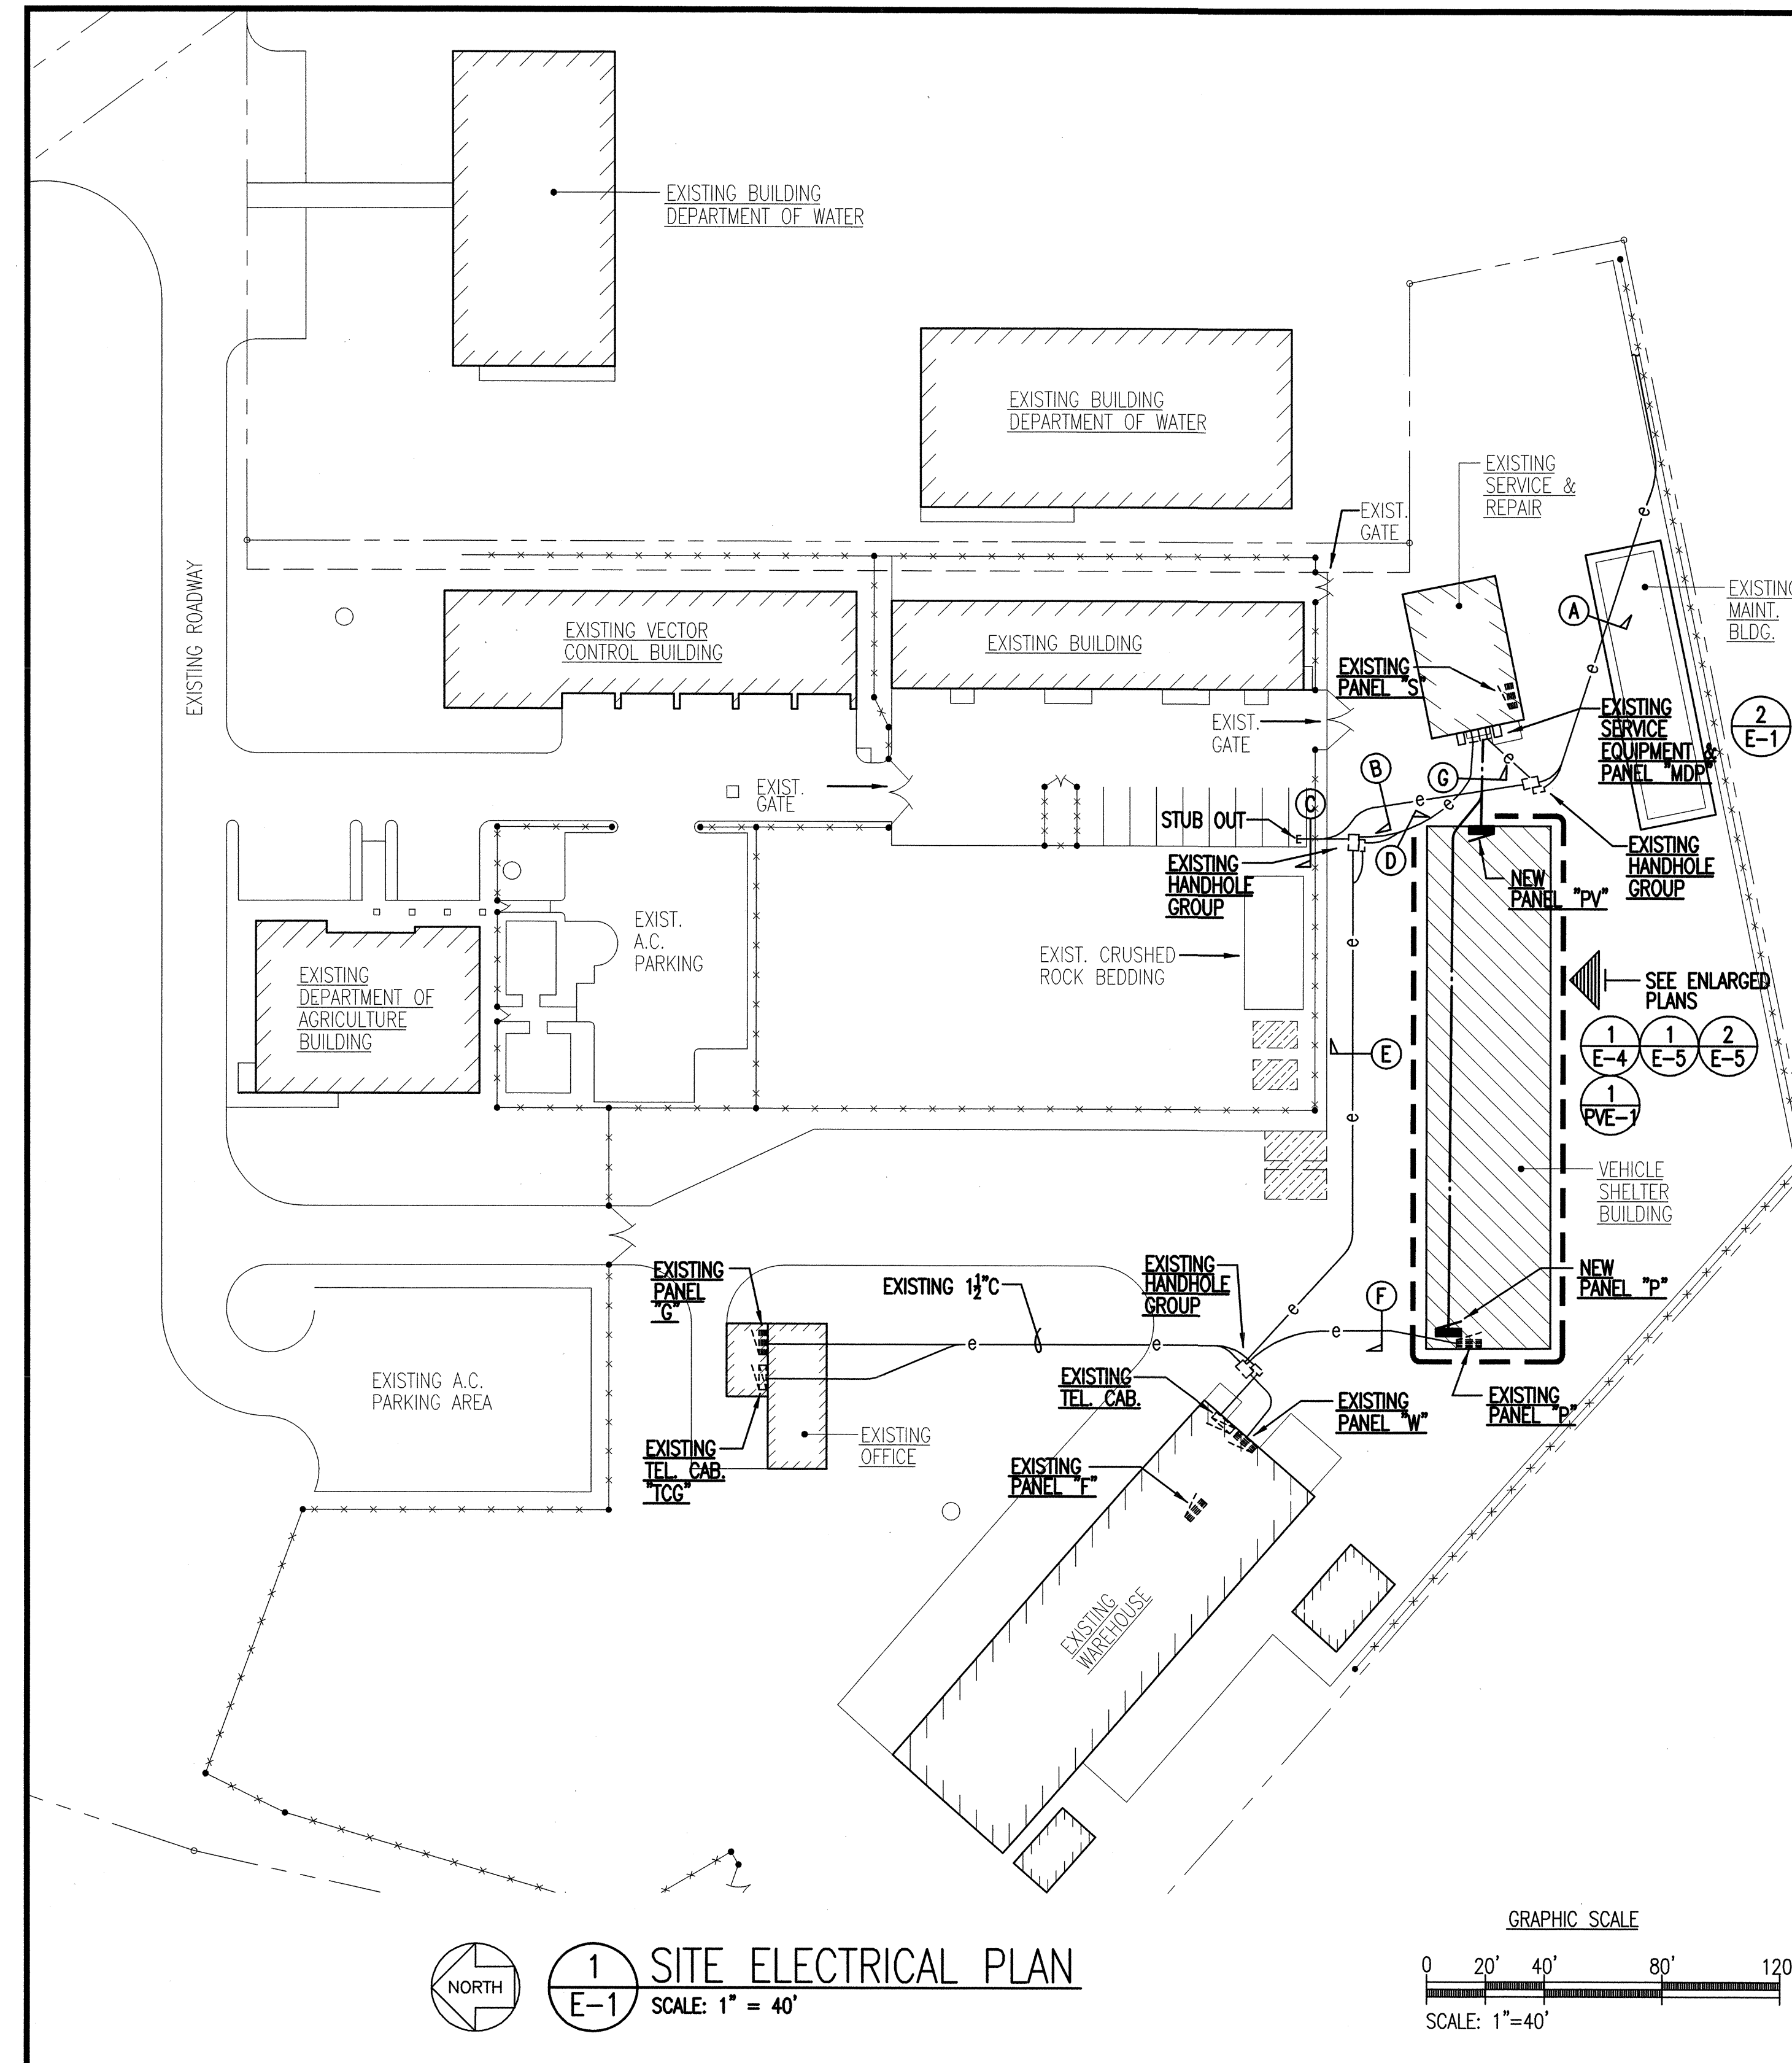 EXISTING BUILDING
DEPARTMENT OF WATER
EXISTING BUILDING
DEPARTMENT OF WATER
EXISTING
SERVICE &
REPAIR
EXIST.
GATE
e
EXISTING ROADWAY
EXISTING VECTOR
CONTROL BUILDING
EXISTING BUILDING
A
EXISTING
MAINT.
BLDG.
EXISTING
PANEL "S"
e
EXISTING
SERVICE
EQUIPMENT &
PANEL "MDP"
2
E-1
EXIST.
GATE
EXIST.
GATE
B
G
e
C
e
e
STUB OUT
D
EXISTING
HANDHOLE
GROUP
EXISTING
HANDHOLE
GROUP
NEW
PANEL "PV"
EXIST.
A.C.
PARKING
e
EXIST. CRUSHED
ROCK BEDDING
EXISTING
DEPARTMENT OF
AGRICULTURE
BUILDING
SEE ENLARGED
PLANS
E
1
E-4
1
E-5
2
E-5
1
PVE-1
e
VEHICLE
SHELTER
BUILDING
EXISTING
PANEL
"G"
EXISTING 1½"C
EXISTING
HANDHOLE
GROUP
NEW
PANEL "P"
e
F
e
e
e
EXISTING A.C.
PARKING AREA
EXISTING
TEL. CAB.
EXISTING
PANEL "W"
EXISTING
PANEL "P"
EXISTING
TEL. CAB.
"TCG"
EXISTING
OFFICE
EXISTING
PANEL "F"
EXISTING
WAREHOUSE
GRAPHIC SCALE
0 20' 40' 80' 120
SCALE: 1"=40'
NORTH
1
E-1
SITE ELECTRICAL PLAN
SCALE: 1" = 40'